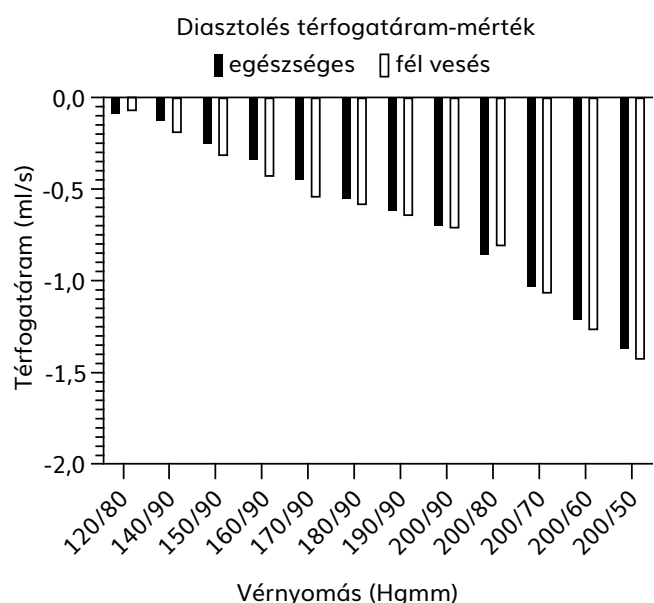 Diasztolés térfogatáram-mérték
egészséges fél vesés
0,0
-0,5
-1,0
-1,5
-2,0
Térfogatáram (ml/s)
120/80 140/90 150/90 160/90 170/90 180/90 190/90 200/90 200/80 200/70 200/60 200/50
Vérnyomás (Hgmm)